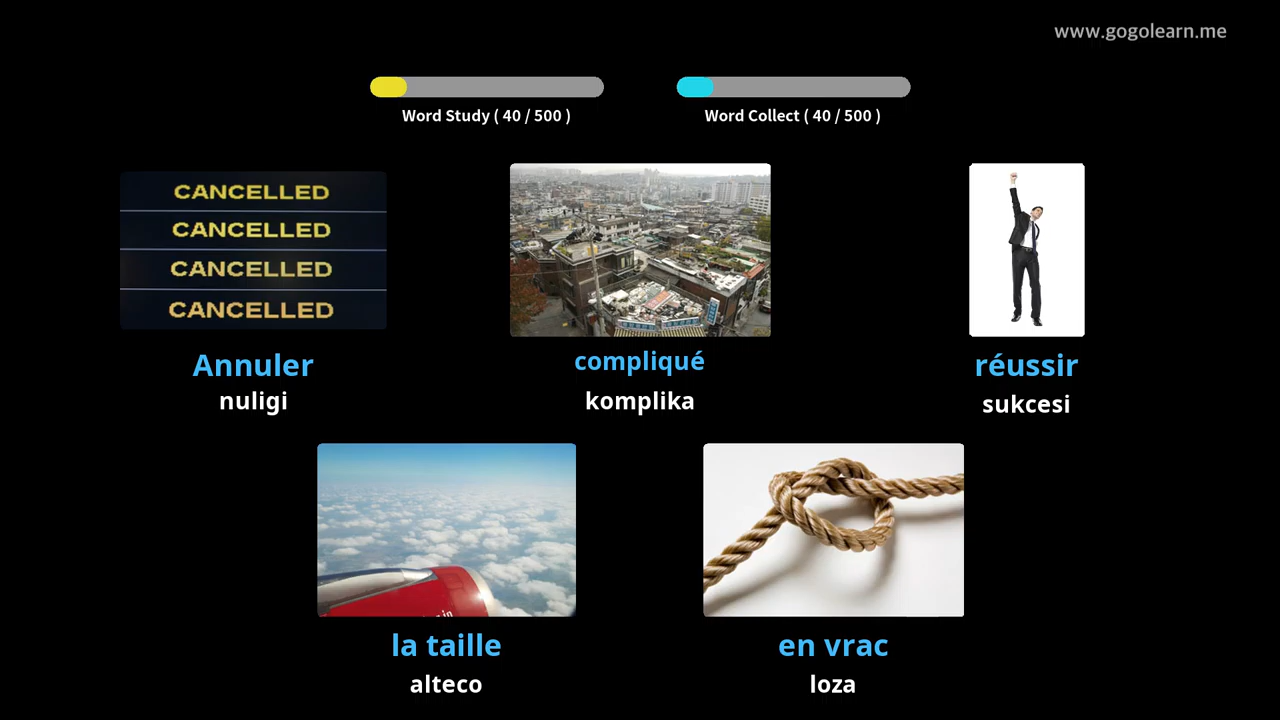 www.gogolearn.me
Word Study ( 40 / 500 )
Word Collect ( 40 / 500 )
CANCELLED
CANCELLED
CANCELLED
CANCELLED
Annuler
nuligi
compliqué
komplika
réussir
sukcesi
la taille
alteco
en vrac
loza